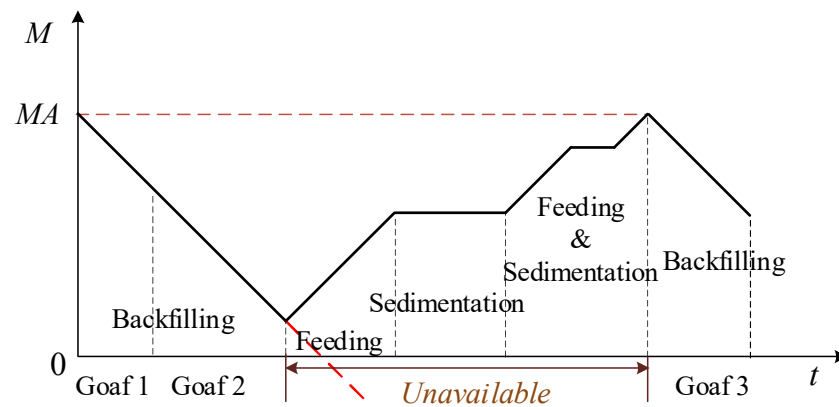 M
MA
Feeding
&
Sedimentation
Backfilling
Sedimentation
Backfilling
Feeding
0
Goaf 1
Goaf 2
Unavailable
Goaf 3
t